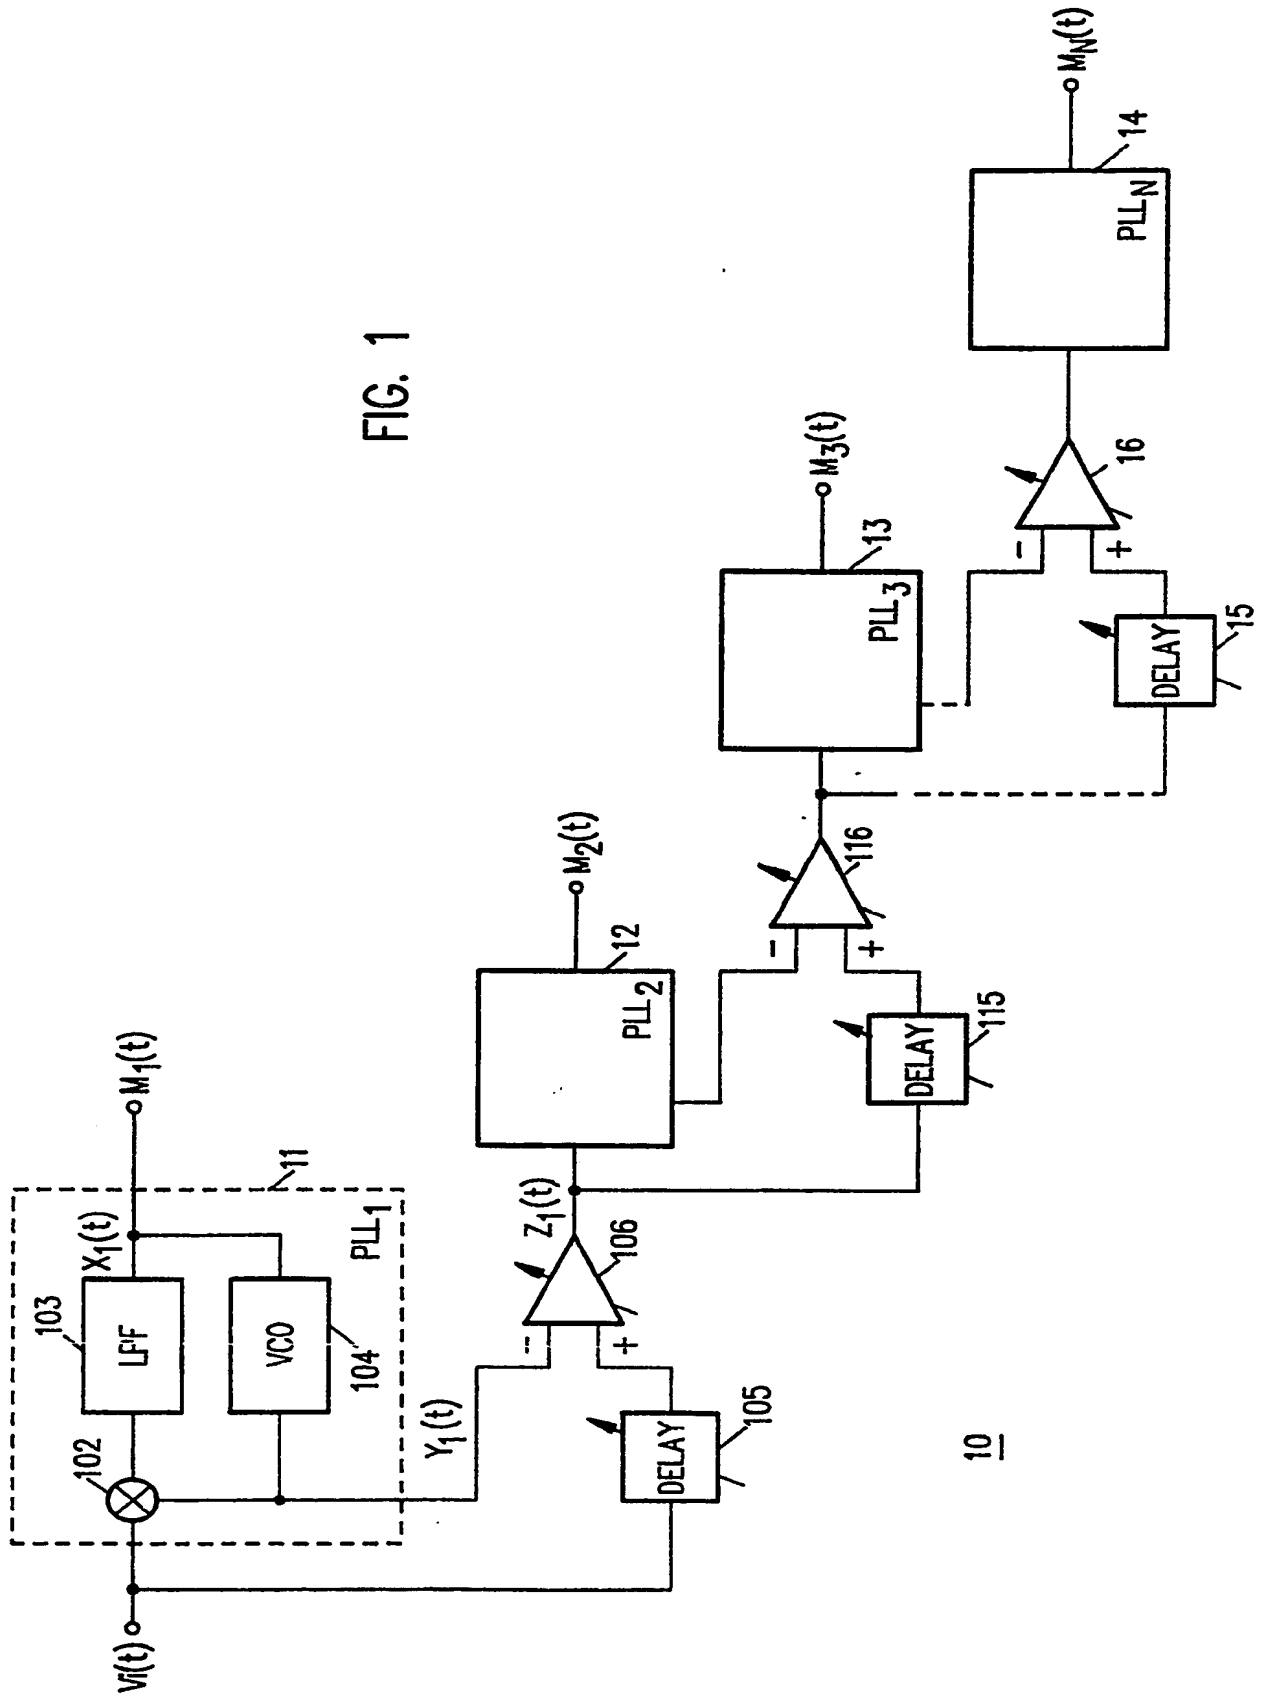 FIG. 1
Vi(t)
102
103
LPF
X1(t)
M1(t)
VCO
104
PLL1
11
Y1(t)
DELAY
105
-
+
106
Z1(t)
PLL2
12
M2(t)
DELAY
115
-
+
116
PLL3
13
M3(t)
DELAY
15
-
+
16
PLLN
14
MN(t)
10